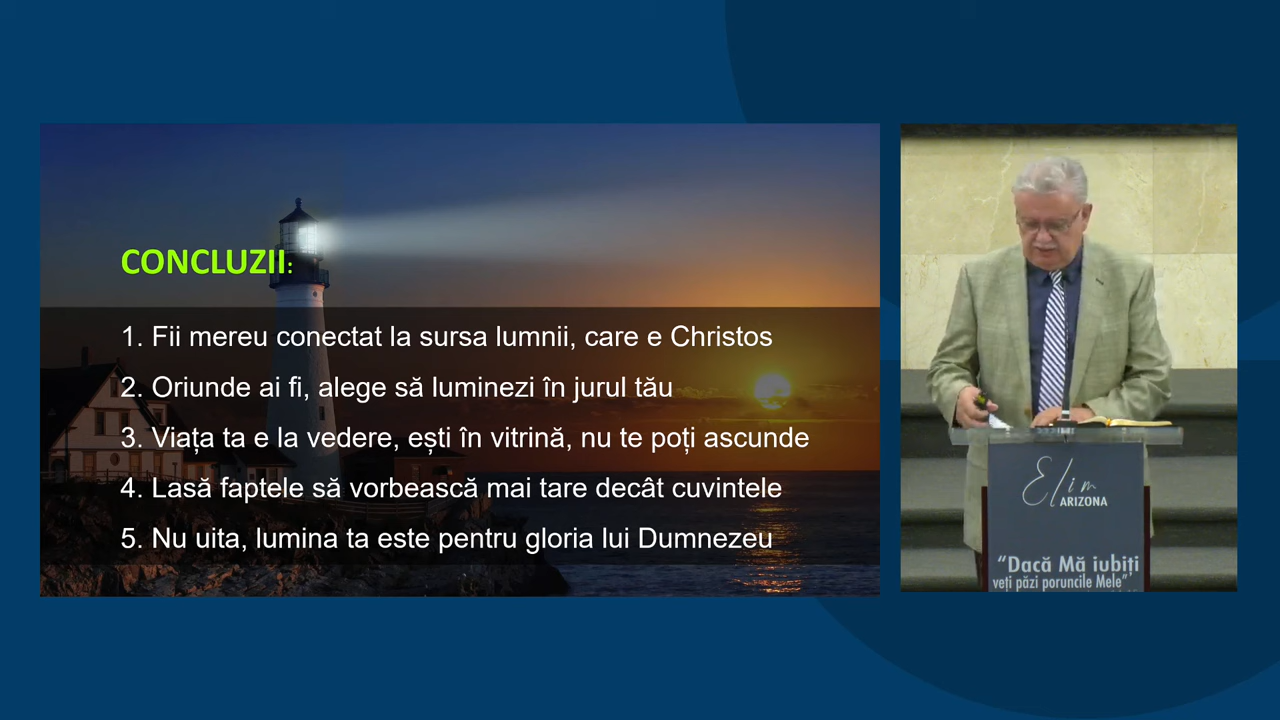 CONCLUZII:
1. Fii mereu conectat la sursa lumnii, care e Christos
2. Oriunde ai fi, alege să luminezi în jurul tău
3. Viața ta e la vedere, ești în vitrină, nu te poți ascunde
4. Lasă faptele să vorbească mai tare decât cuvintele
5. Nu uita, lumina ta este pentru gloria lui Dumnezeu
Elim
ARIZONA
“Dacă Mă iubiți
veți păzi poruncile Mele”